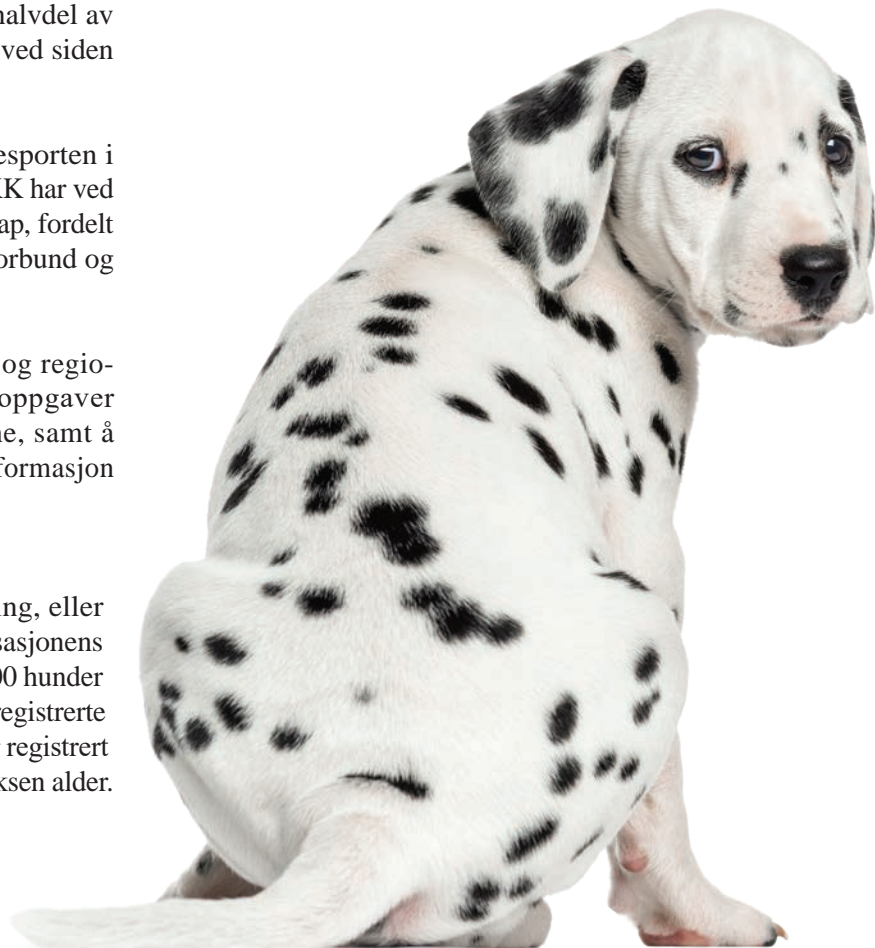 halvdel av
ved siden
esporten i
KK har ved
ap, fordelt
orbund og
og regio-
oppgaver
ne, samt å
formasjon
ing, eller
sasjonens
00 hunder
registrerte
registrert
ksen alder.